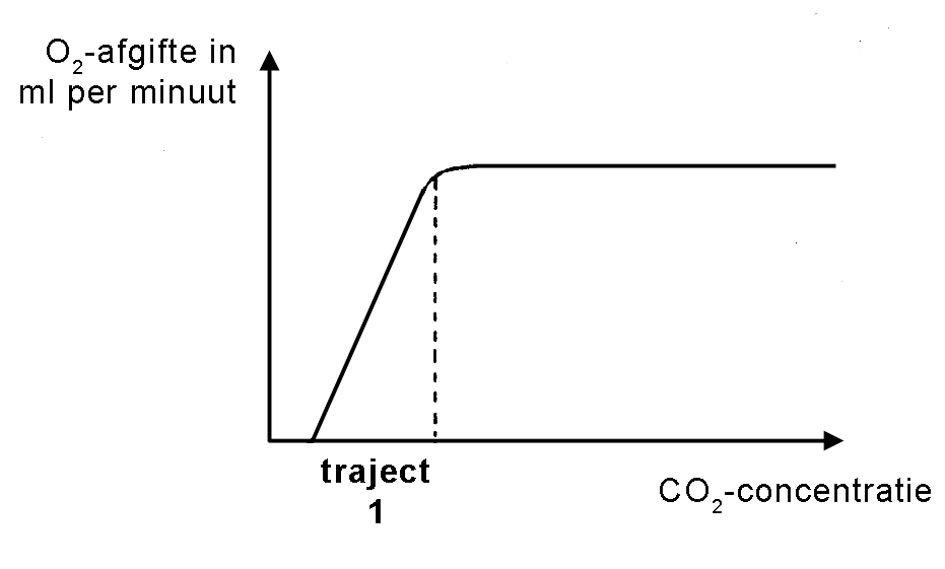 O₂-afgifte in
ml per minuut
traject
1
CO₂-concentratie